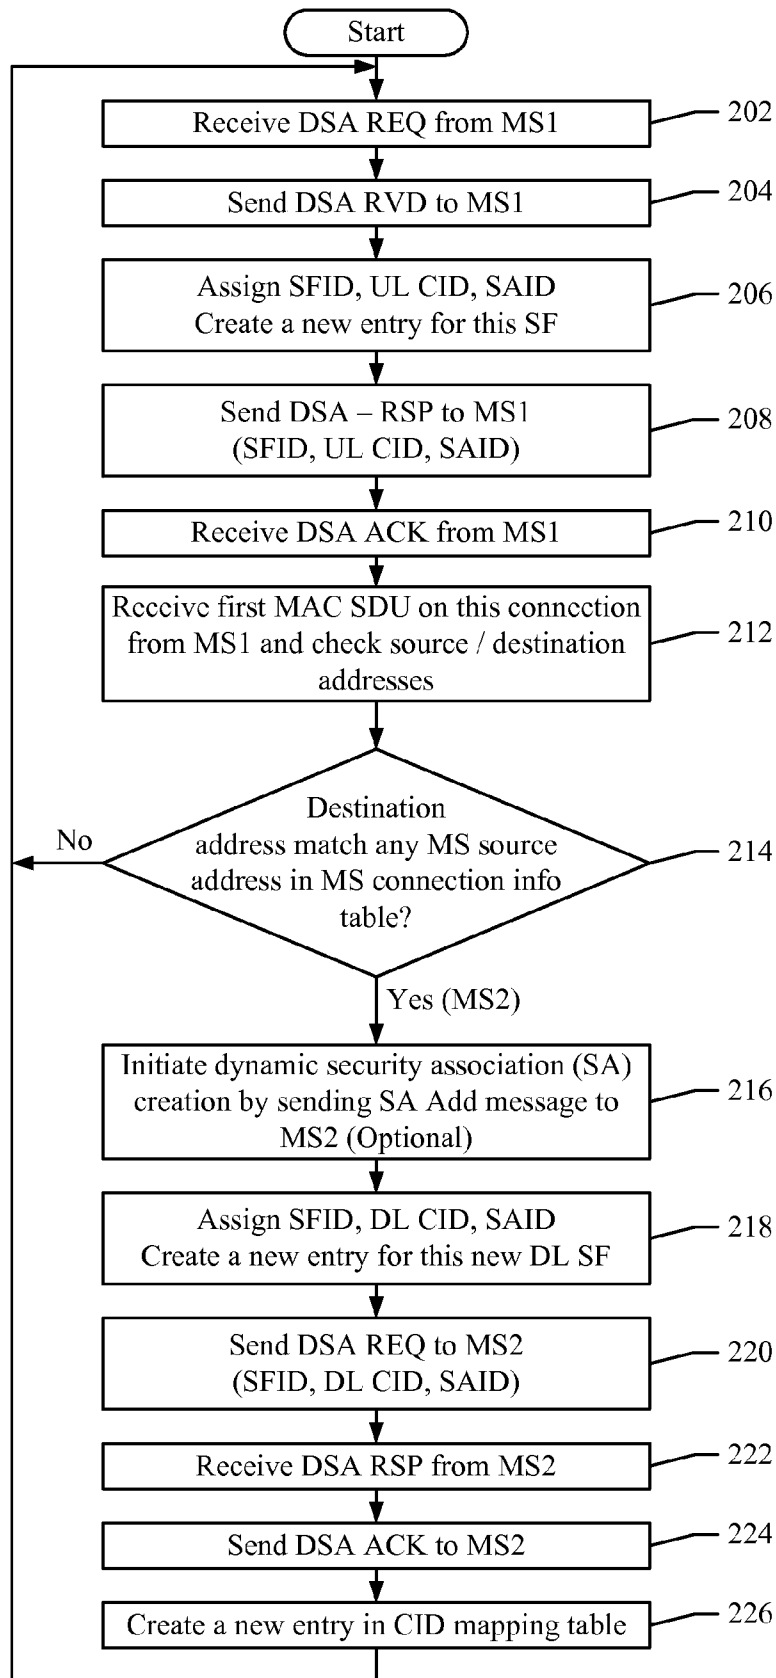 Start
Receive DSA REQ from MS1
202
Send DSA RVD to MS1
204
Assign SFID, UL CID, SAID
Create a new entry for this SF
206
Send DSA – RSP to MS1
(SFID, UL CID, SAID)
208
Receive DSA ACK from MS1
210
Receive first MAC SDU on this connection
from MS1 and check source / destination
addresses
212
Destination
address match any MS source
address in MS connection info
table?
214
No
Yes (MS2)
Initiate dynamic security association (SA)
creation by sending SA Add message to
MS2 (Optional)
216
Assign SFID, DL CID, SAID
Create a new entry for this new DL SF
218
Send DSA REQ to MS2
(SFID, DL CID, SAID)
220
Receive DSA RSP from MS2
222
Send DSA ACK to MS2
224
Create a new entry in CID mapping table
226